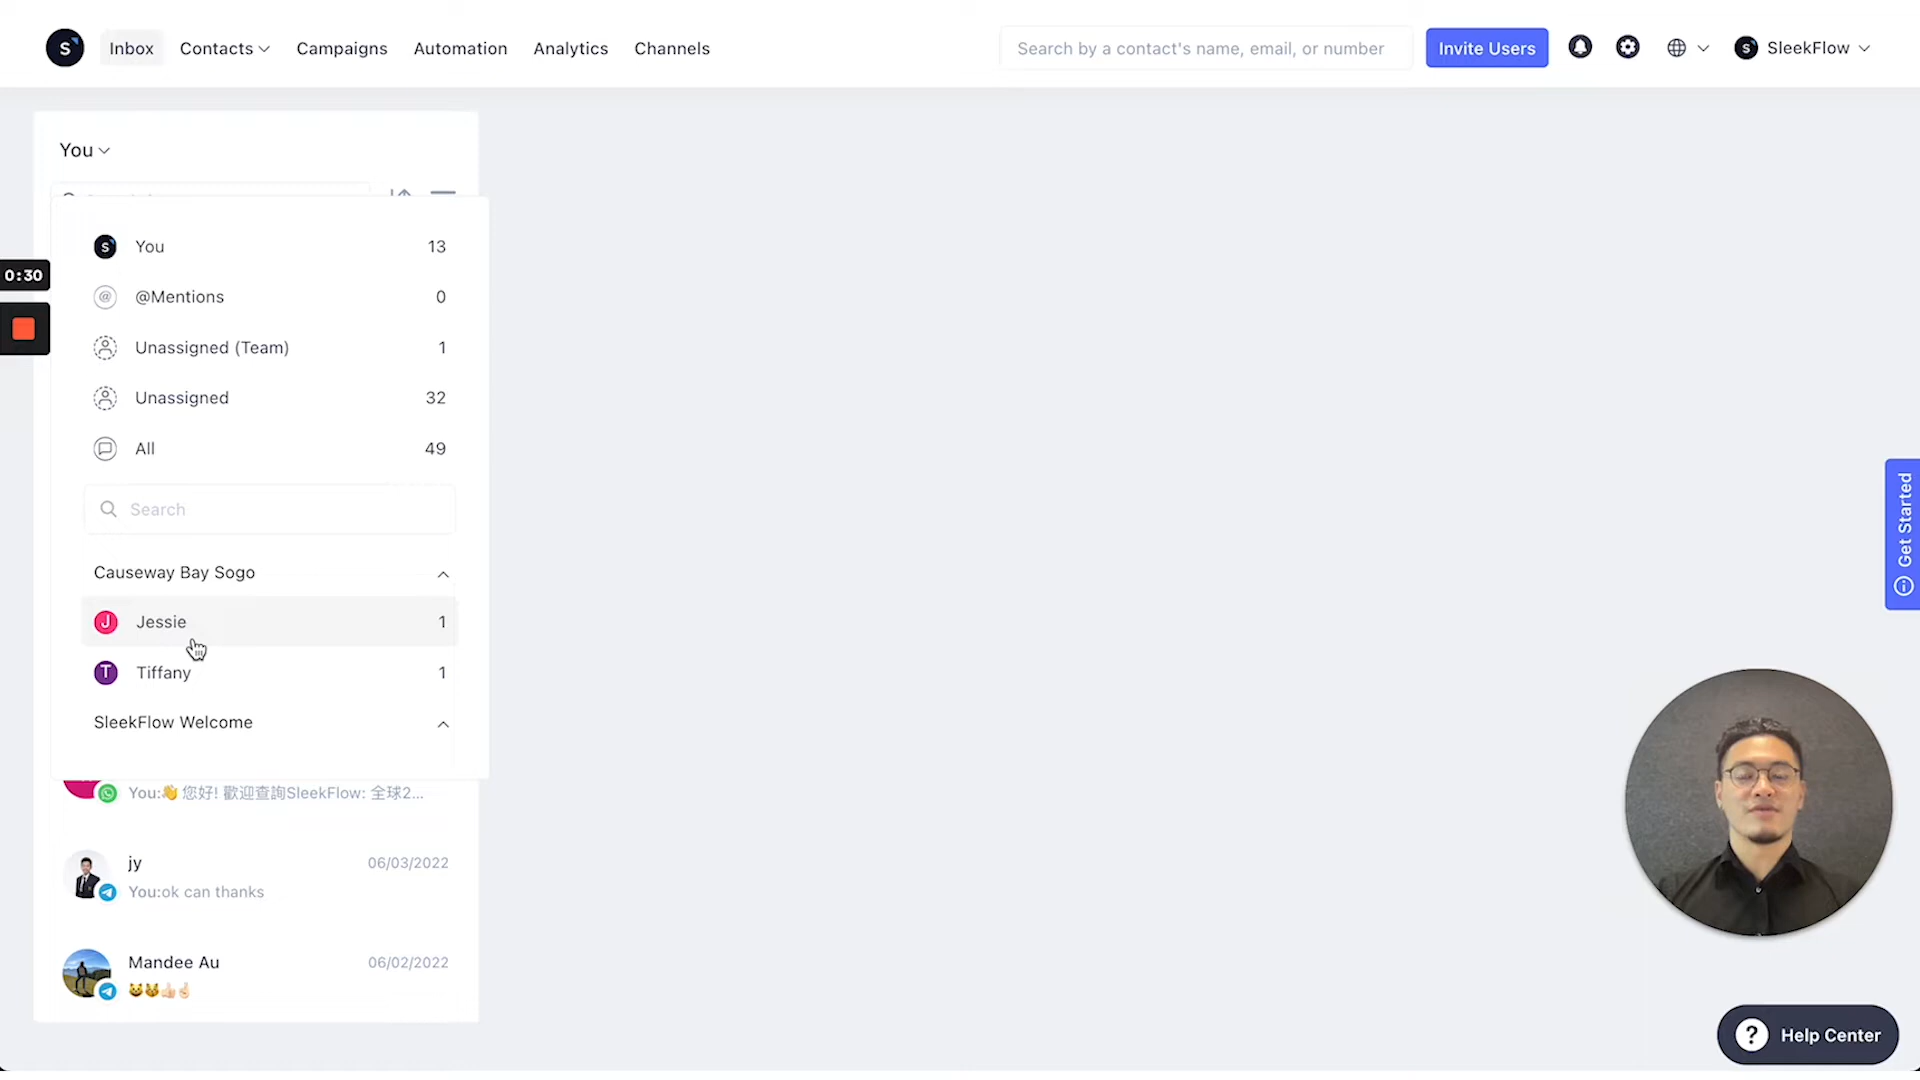 S Inbox Contacts Campaigns Automation Analytics Channels Search by a contact's name, email, or number Invite Users S SleekFlow
You
S You 13
0:30
@ @Mentions 0
Unassigned (Team) 1
Unassigned 32
All 49
Search
Get Started
Causeway Bay Sogo
J Jessie 1
T Tiffany 1
SleekFlow Welcome
You:👋 您好! 歡迎查詢SleekFlow: 全球2...
jy 06/03/2022
You:ok can thanks
Mandee Au 06/02/2022
😺😽👍🏻🤞🏻
? Help Center